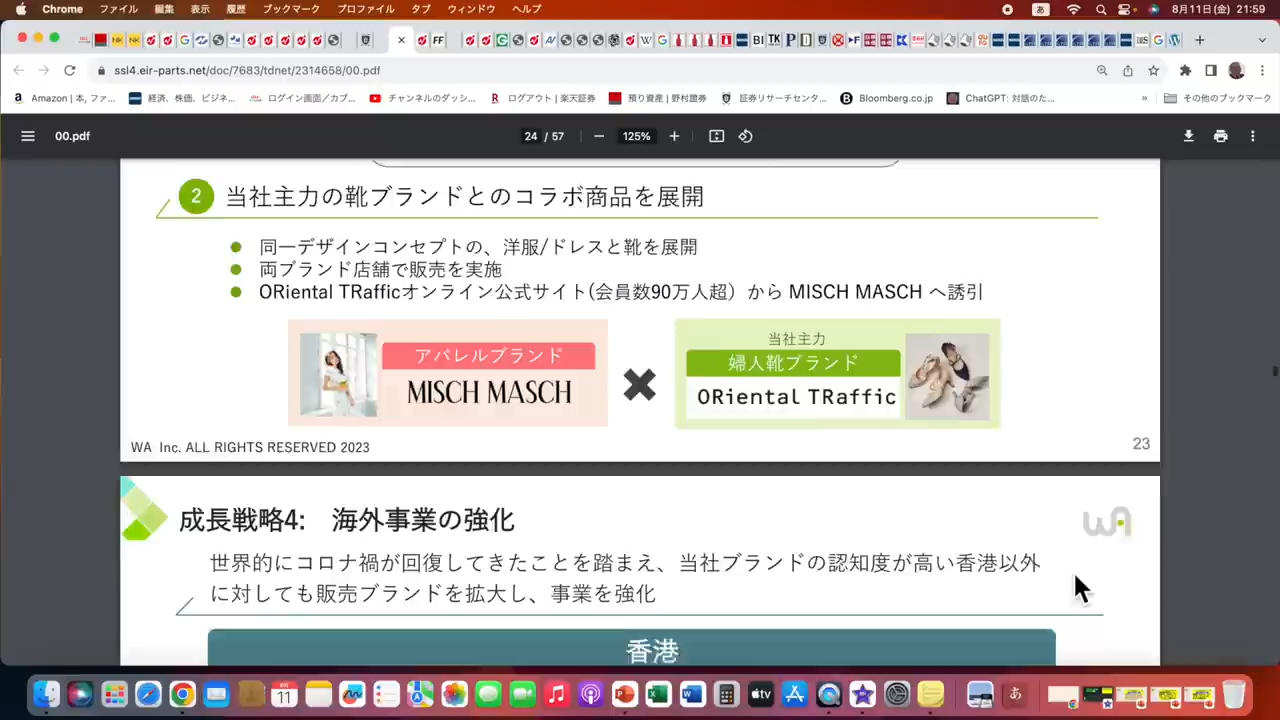 Chrome ファイル 編集 表示 履歴 ブックマーク プロファイル タブ ウィンドウ ヘルプ
あ 8月11日(金) 21:59
ssl4.eir-parts.net/doc/7683/tdnet/2314658/00.pdf
Amazon | 本, ファ... 経済、株価、ビジネ... ログイン画面／カブ... チャンネルのダッシ... ログアウト | 楽天証券 預り資産 | 野村證券 証券リサーチセンタ... Bloomberg.co.jp ChatGPT: 対話のた... » その他のブックマーク
00.pdf 24 / 57 125%
2 当社主力の靴ブランドとのコラボ商品を展開
同一デザインコンセプトの、洋服/ドレスと靴を展開
両ブランド店舗で販売を実施
ORiental TRafficオンライン公式サイト(会員数90万人超）から MISCH MASCH へ誘引
アパレルブランド
MISCH MASCH
当社主力
婦人靴ブランド
ORiental TRaffic
WA Inc. ALL RIGHTS RESERVED 2023
23
成長戦略4: 海外事業の強化
WA
世界的にコロナ禍が回復してきたことを踏まえ、当社ブランドの認知度が高い香港以外
に対しても販売ブランドを拡大し、事業を強化
香港